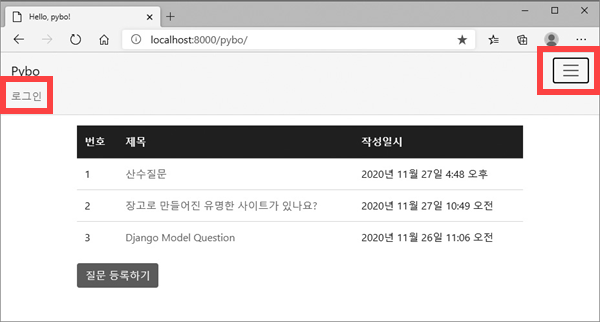 Hello, pybo!
localhost:8000/pybo/
Pybo
로그인
번호 제목 작성일시
1 산수질문 2020년 11월 27일 4:48 오후
2 장고로 만들어진 유명한 사이트가 있나요? 2020년 11월 27일 10:49 오전
3 Django Model Question 2020년 11월 26일 11:06 오전
질문 등록하기